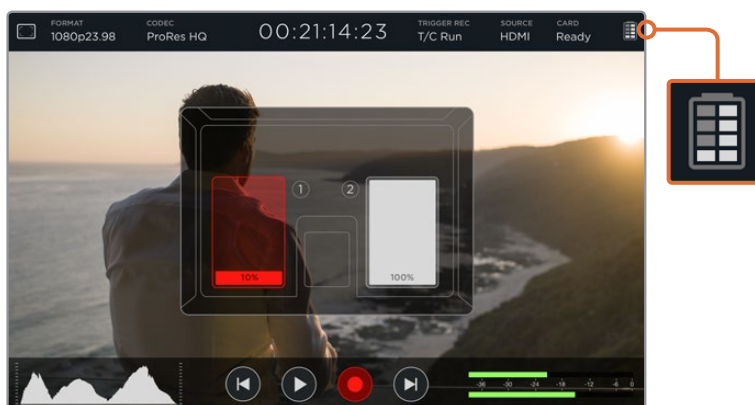 FORMAT CODEC TRIGGER REC SOURCE CARD
1080p23.98 ProRes HQ 00:21:14:23 T/C Run HDMI Ready
1 2
10% 100%
-36 -30 -24 -18 -12 -6 0